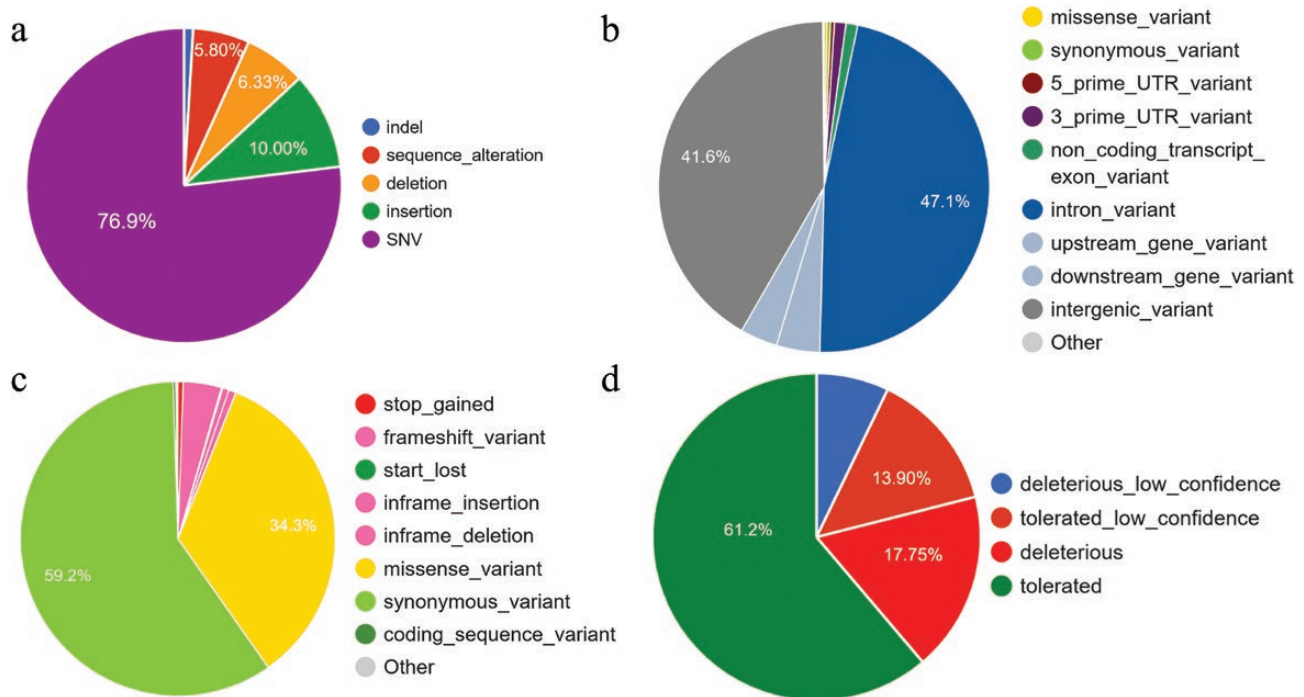 a
5.80%
6.33%
10.00%
76.9%
indel
sequence_alteration
deletion
insertion
SNV
b
41.6%
47.1%
missense_variant
synonymous_variant
5_prime_UTR_variant
3_prime_UTR_variant
non_coding_transcript_
exon_variant
intron_variant
upstream_gene_variant
downstream_gene_variant
intergenic_variant
Other
c
34.3%
59.2%
stop_gained
frameshift_variant
start_lost
inframe_insertion
inframe_deletion
missense_variant
synonymous_variant
coding_sequence_variant
Other
d
13.90%
61.2%
17.75%
deleterious_low_confidence
tolerated_low_confidence
deleterious
tolerated